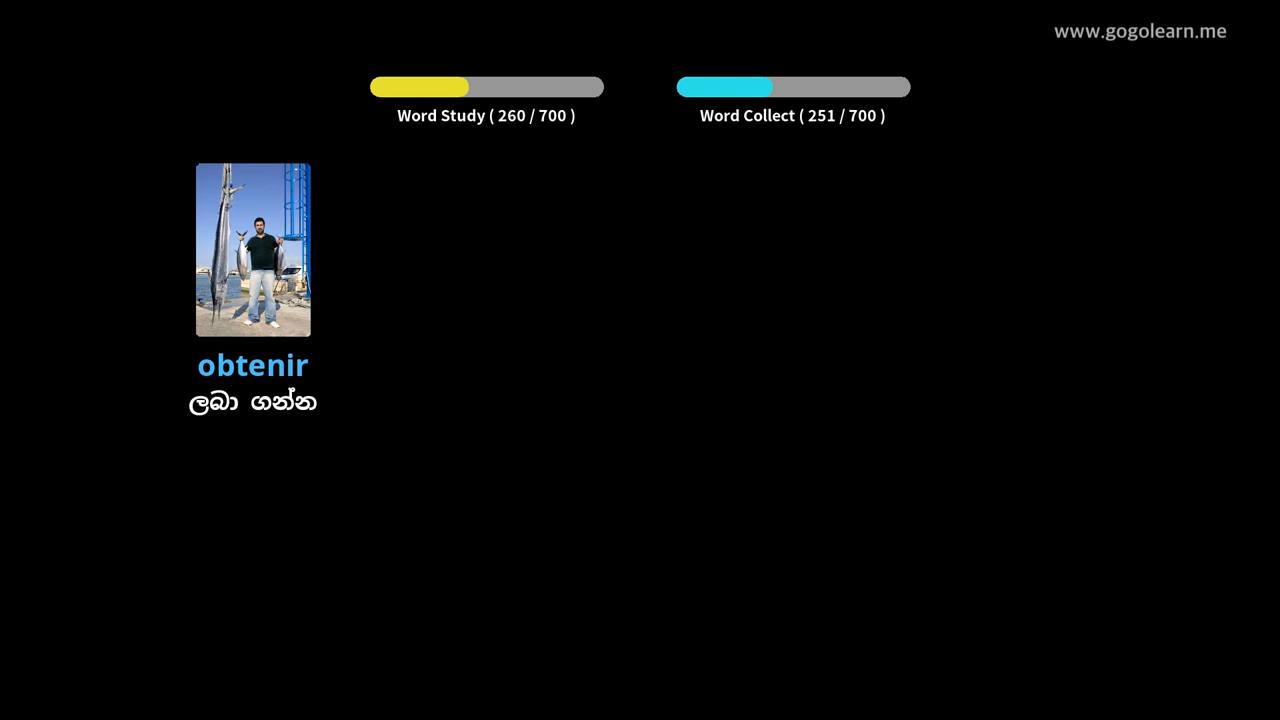 www.gogolearn.me
Word Study ( 260 / 700 )
Word Collect ( 251 / 700 )
obtenir
ලබා ගන්න